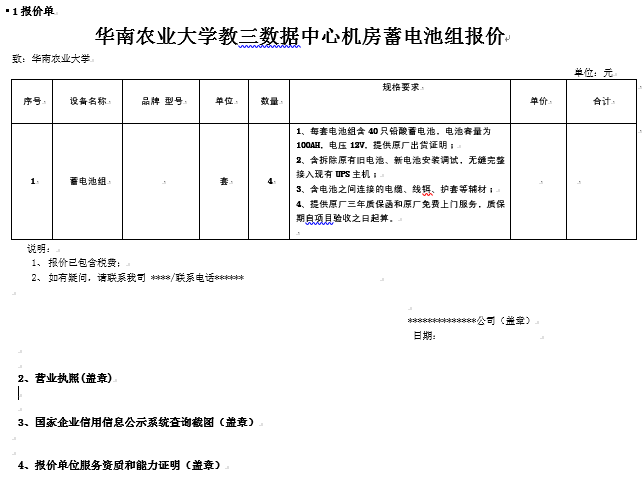 1报价单
华南农业大学教三数据中心机房蓄电池组报价
致：华南农业大学
单位：元
序号 设备名称 品牌 型号 单位 数量 规格要求 单价 合计
1 蓄电池组 套 4
1、每套电池组含40只铅酸蓄电池，电池容量为
100AH，电压12V，提供原厂出货证明；
2、含拆除原有旧电池、新电池安装调试，无缝完整
接入现有UPS主机；
3、含电池之间连接的电缆、线辊、护套等辅材；
4、提供原厂三年质保函和原厂免费上门服务，质保
期自项目验收之日起算。
说明：
1、报价已包含税费；
2、如有疑问，请联系我司 ****/联系电话******
**************公司（盖章）
日期：
2、营业执照(盖章)
3、国家企业信用信息公示系统查询截图（盖章）
4、报价单位服务资质和能力证明（盖章）